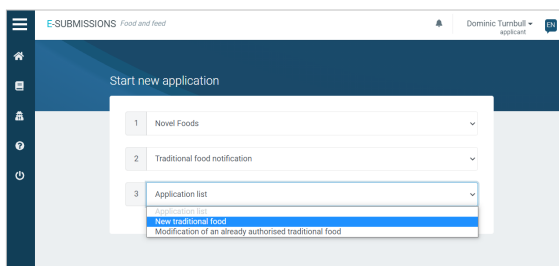 E-SUBMISSIONS Food and feed
Dominic Turnbull
EN
applicant
Start new application
1 Novel Foods
2 Traditional food notification
3 Application list
Application list
New traditional food
Modification of an already authorised traditional food